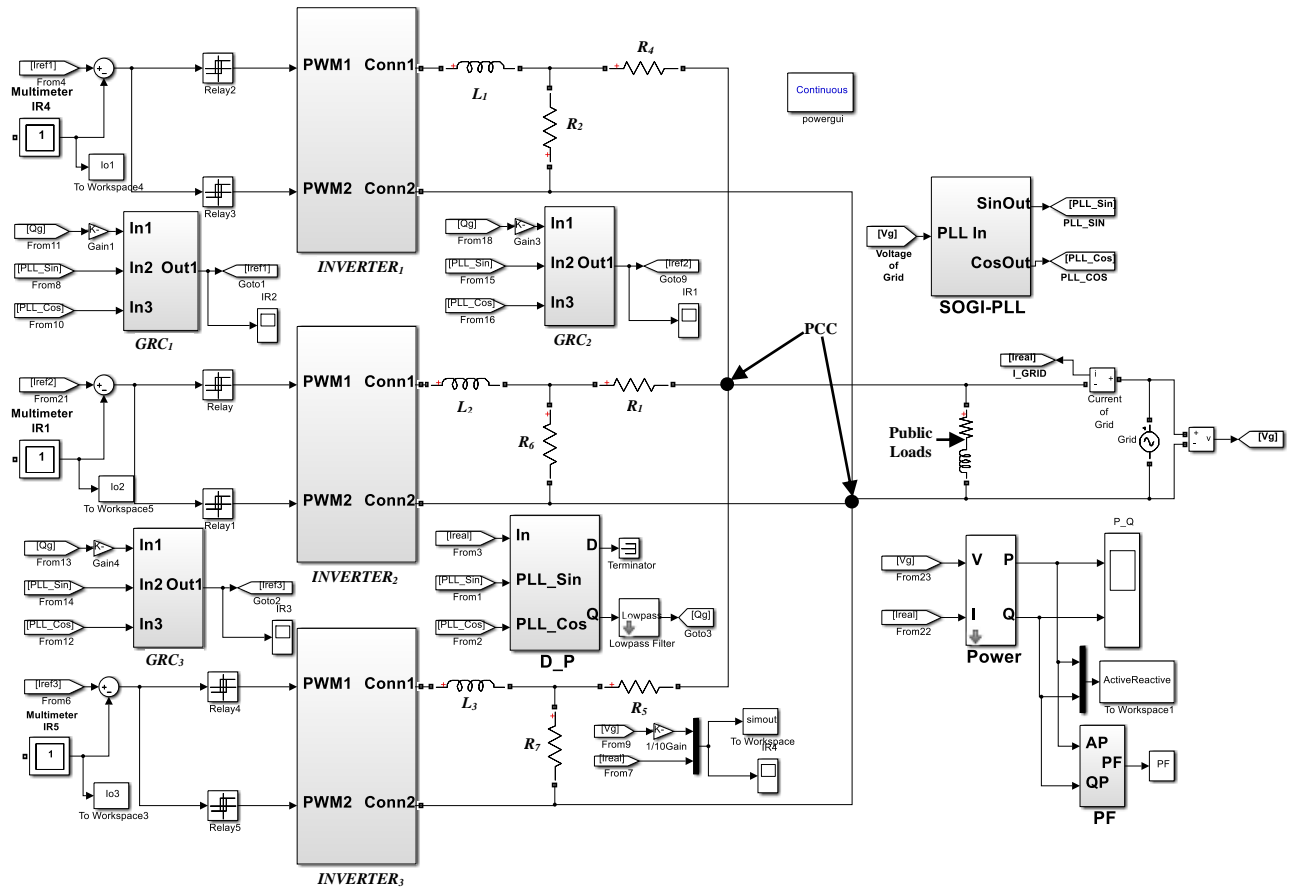 [Iref1]
From4
Multimeter
IR4
1
Io1
To Workspace4
Relay2
Relay3
PWM1 Conn1
PWM2 Conn2
INVERTER1
L1
R2
R4
Continuous
powergui
[Qg]
From11
K-
Gain1
[PLL_Sin]
From8
[PLL_Cos]
From10
In1
In2 Out1
In3
GRC1
[Iref1]
Goto1
IR2
[Qg]
From18
K-
Gain3
[PLL_Sin]
From15
[PLL_Cos]
From16
In1
In2 Out1
In3
GRC2
[Iref2]
Goto9
IR1
[Vg]
Voltage
of
Grid
PLL In
SinOut
CosOut
SOGI-PLL
[PLL_Sin]
PLL_SIN
[PLL_Cos]
PLL_COS
PCC
[Iref2]
From21
Multimeter
IR1
1
Io2
To Workspace5
Relay
Relay1
PWM1 Conn1
PWM2 Conn2
INVERTER2
L2
R1
R6
Public
Loads
[Ireal]
I_GRID
i
+
-
Current
of
Grid
Grid
+
-
v
[Vg]
[Qg]
From13
K-
Gain4
[PLL_Sin]
From14
[PLL_Cos]
From12
In1
In2 Out1
In3
GRC3
[Iref3]
Goto2
IR3
[Ireal]
From3
[PLL_Sin]
From1
[PLL_Cos]
From2
In
D
PLL_Sin
Q
PLL_Cos
D_P
Terminator
Lowpass
Lowpass Filter
[Qg]
Goto3
[Vg]
From23
[Ireal]
From22
V P
I Q
Power
P_Q
ActiveReactive
To Workspace1
AP
PF
QP
PF
PF
[Iref3]
From6
Multimeter
IR5
1
Io3
To Workspace3
Relay4
Relay5
PWM1 Conn1
PWM2 Conn2
INVERTER3
L3
R5
R7
[Vg]
From9
K-
1/10Gain
[Ireal]
From7
simout
To Workspace
IR4